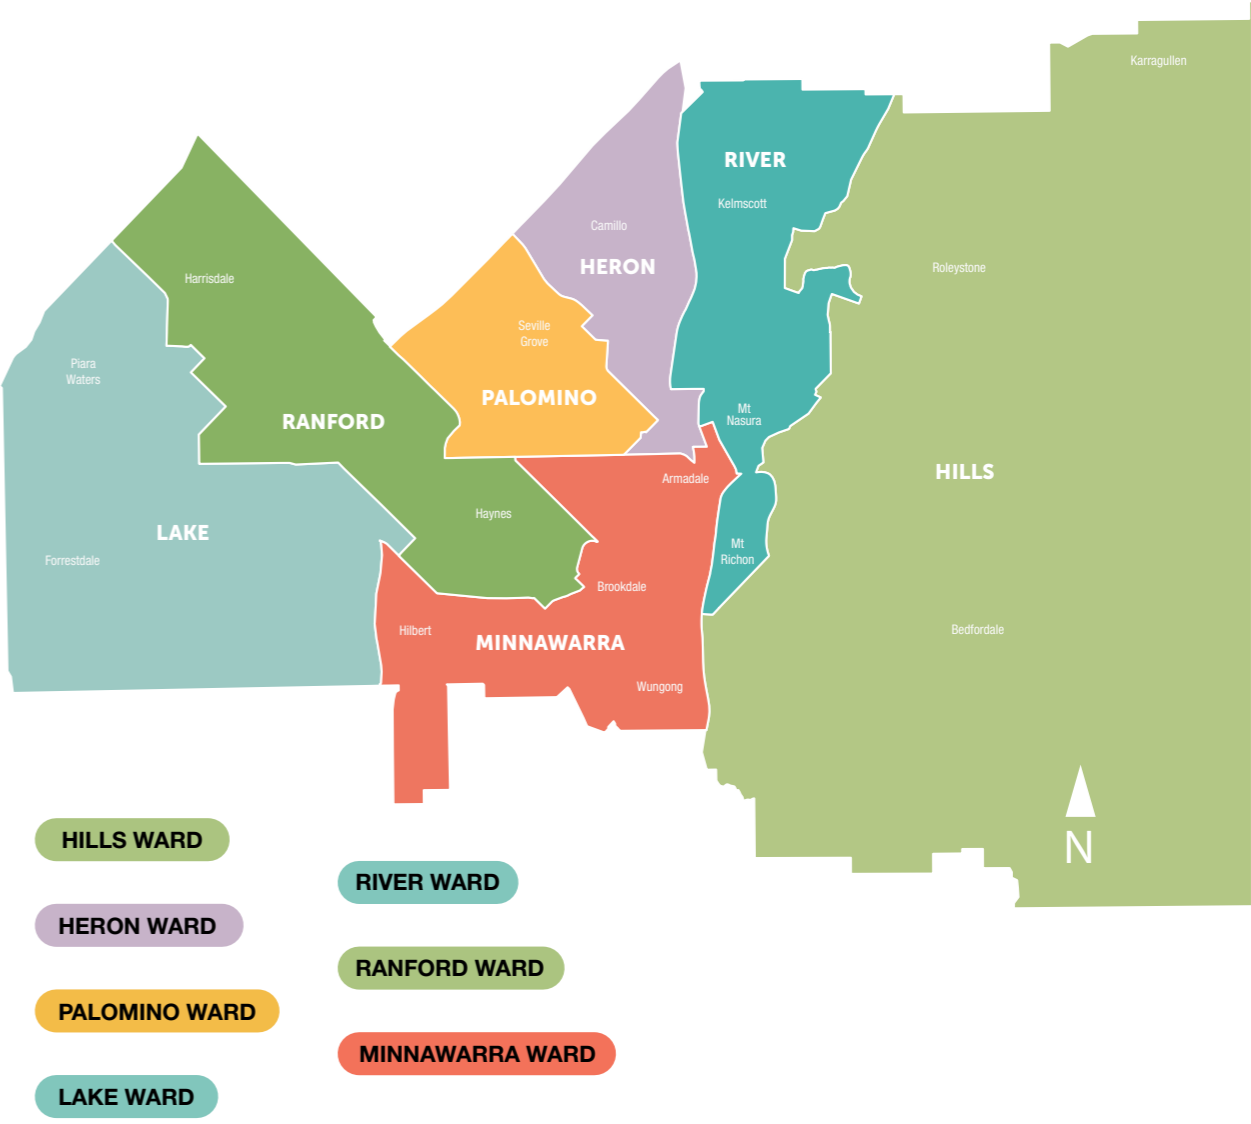 Karragullen
RIVER
Kelmscott
Camillo
HERON
Roleystone
Harrisdale
Seville
Grove
Piara
Waters
PALOMINO
RANFORD
Mt
Nasura
HILLS
Armadale
Haynes
LAKE
Mt
Richon
Forrestdale
Brookdale
Hilbert
MINNAWARRA
Bedfordale
Wungong
N
HILLS WARD
RIVER WARD
HERON WARD
RANFORD WARD
PALOMINO WARD
MINNAWARRA WARD
LAKE WARD